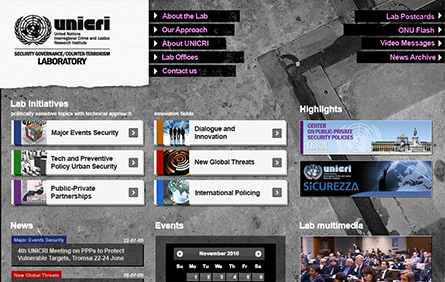 unicri
United Nations
Interregional Crime and Justice
Research Institute
SECURITY GOVERNANCE/COUNTER-TERRORISM
LABORATORY
About the Lab
Our Approach
About UNICRI
Lab Offices
Contact us
Lab Postcards
ONU Flash
Video Messages
News Archive
Lab Initiatives
politically sensitive topics with technical approach
innovative fields
Major Events Security
Tech and Preventive
Policy Urban Security
Public-Private
Partnerships
Dialogue and
Innovation
New Global Threats
International Policing
Highlights
CENTER
ON PUBLIC-PRIVATE
SECURITY POLICIES
LISBON
unicri
SICUREZZA
News
Major Events Security 22-07-09
4th UNICRI Meeting on PPPs to Protect
Vulnerable Targets, Tromsø 22-24 June
New Global Threats
Events
November 2010
Su Mo Tu We Th Fr Sa
1 2 3 4 5 6
Lab multimedia